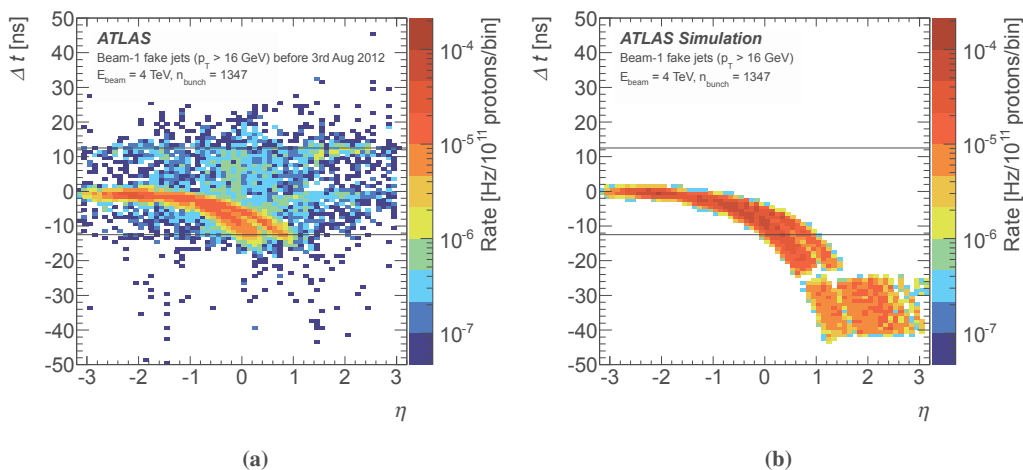 Δ t [ns]
50
40
30
20
10
0
-10
-20
-30
-40
-50
ATLAS
Beam-1 fake jets (p_T > 16 GeV) before 3rd Aug 2012
E_beam = 4 TeV, n_bunch = 1347
-3 -2 -1 0 1 2 3
η
10^-4
10^-5
10^-6
10^-7
Rate [Hz/10^11 protons/bin]
(a)
Δ t [ns]
50
40
30
20
10
0
-10
-20
-30
-40
-50
ATLAS Simulation
Beam-1 fake jets (p_T > 16 GeV)
E_beam = 4 TeV, n_bunch = 1347
-3 -2 -1 0 1 2 3
η
10^-4
10^-5
10^-6
10^-7
Rate [Hz/10^11 protons/bin]
(b)